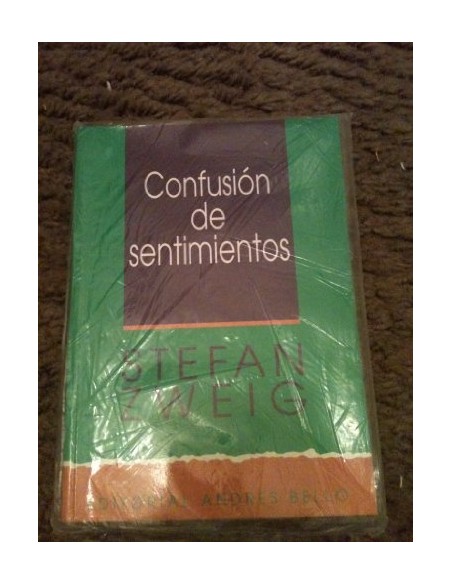 Confusión
de
sentimientos
STEFAN
ZWEIG
EDITORIAL ANDRES BELLO